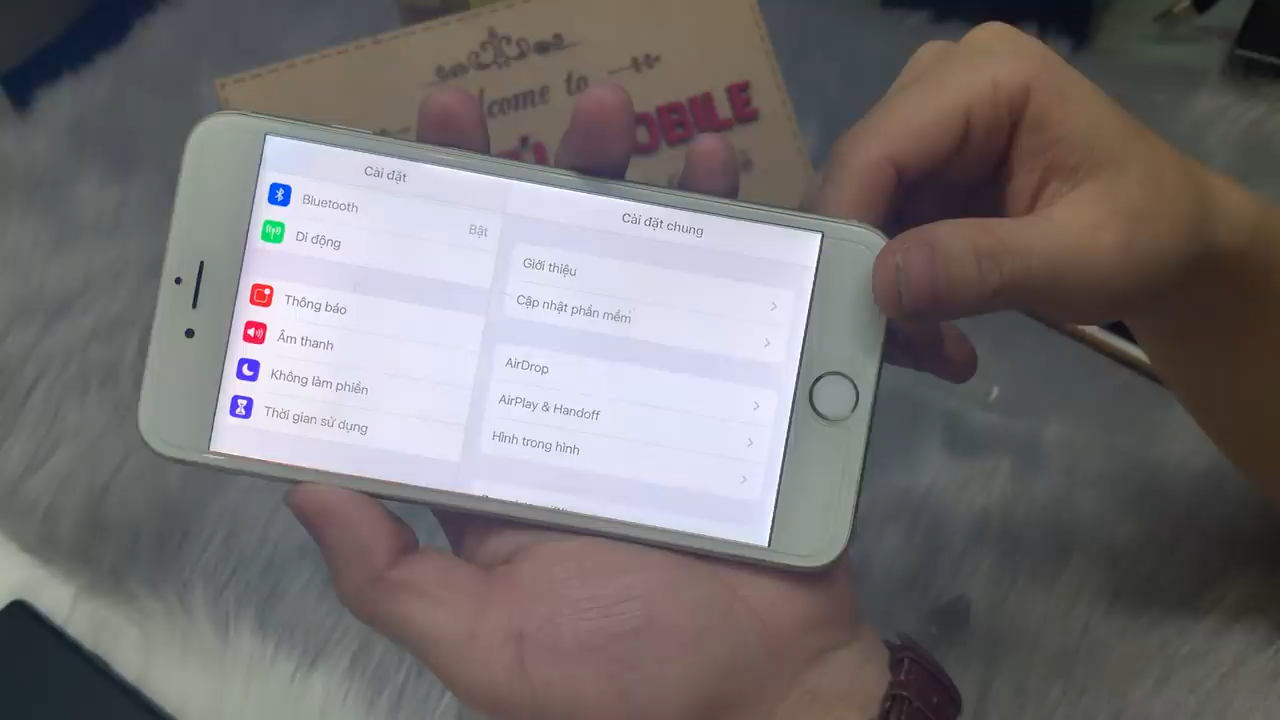 come to
OBILE
Cài đặt
Bluetooth
Bật
Di động
Thông báo
Âm thanh
Không làm phiền
Thời gian sử dụng
Cài đặt chung
Giới thiệu
Cập nhật phần mềm
AirDrop
AirPlay & Handoff
Hình trong hình